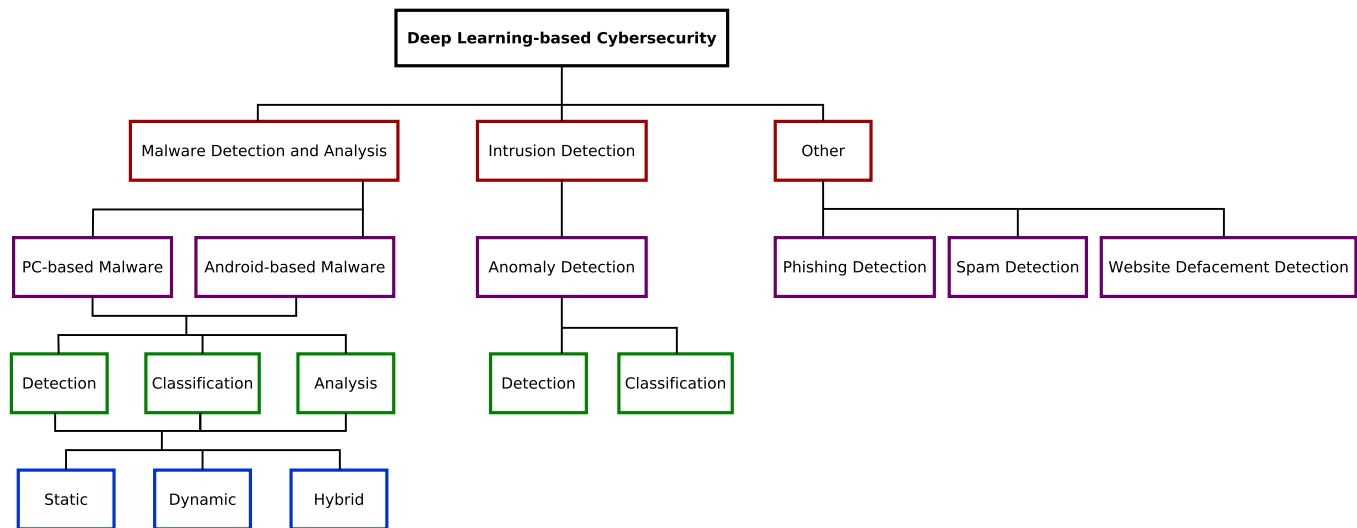 Deep Learning-based Cybersecurity
Malware Detection and Analysis
Intrusion Detection
Other
PC-based Malware
Android-based Malware
Anomaly Detection
Phishing Detection
Spam Detection
Website Defacement Detection
Detection
Classification
Analysis
Detection
Classification
Static
Dynamic
Hybrid